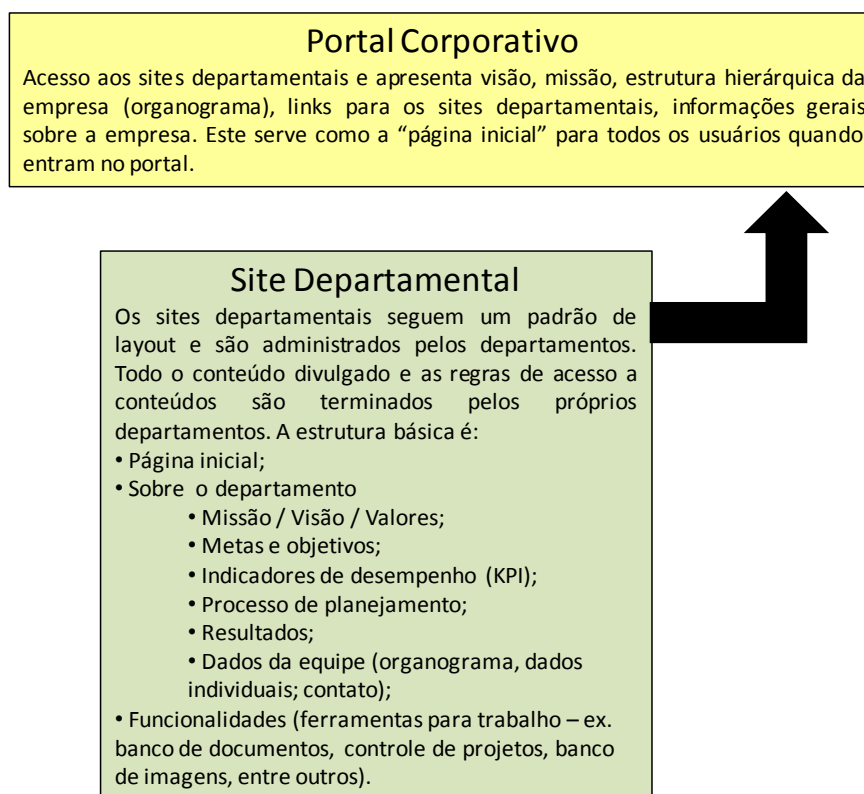 Portal Corporativo
Acesso aos sites departamentais e apresenta visão, missão, estrutura hierárquica da
empresa (organograma), links para os sites departamentais, informações gerais
sobre a empresa. Este serve como a “página inicial” para todos os usuários quando
entram no portal.
Site Departamental
Os sites departamentais seguem um padrão de
layout e são administrados pelos departamentos.
Todo o conteúdo divulgado e as regras de acesso a
conteúdos são terminados pelos próprios
departamentos. A estrutura básica é:
• Página inicial;
• Sobre o departamento
• Missão / Visão / Valores;
• Metas e objetivos;
• Indicadores de desempenho (KPI);
• Processo de planejamento;
• Resultados;
• Dados da equipe (organograma, dados
individuais; contato);
• Funcionalidades (ferramentas para trabalho – ex.
banco de documentos, controle de projetos, banco
de imagens, entre outros).